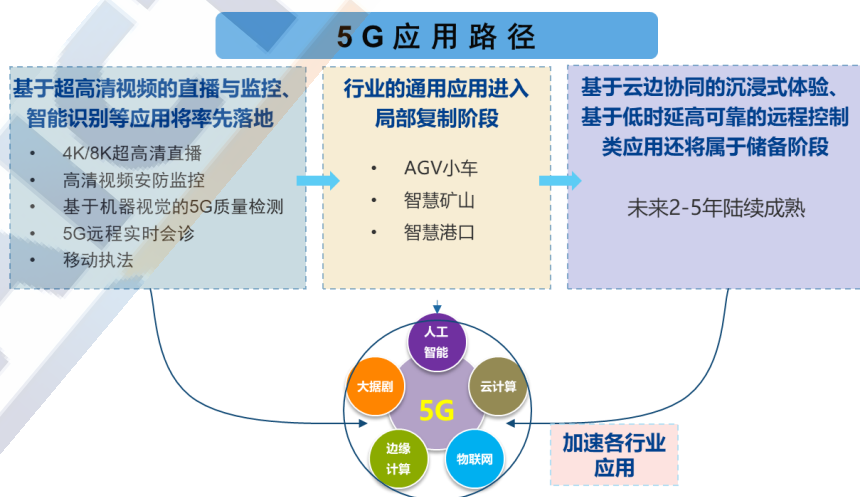 5G应用路径
基于超高清视频的直播与监控、
智能识别等应用将率先落地
• 4K/8K超高清直播
• 高清视频安防监控
• 基于机器视觉的5G质量检测
• 5G远程实时会诊
• 移动执法
行业的通用应用进入
局部复制阶段
• AGV小车
• 智慧矿山
• 智慧港口
基于云边协同的沉浸式体验、
基于低时延高可靠的远程控制
类应用还将属于储备阶段
未来2-5年陆续成熟
人工
智能
大据剧
云计算
5G
边缘
计算
物联网
加速各行业
应用